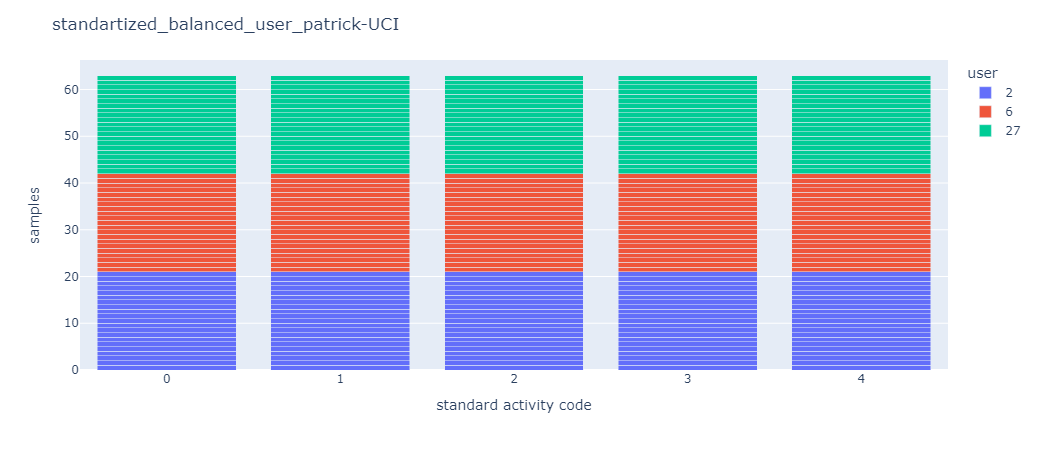 standartized_balanced_user_patrick-UCI
user
2
6
27
60
50
40
30
20
10
0
samples
0 1 2 3 4
standard activity code